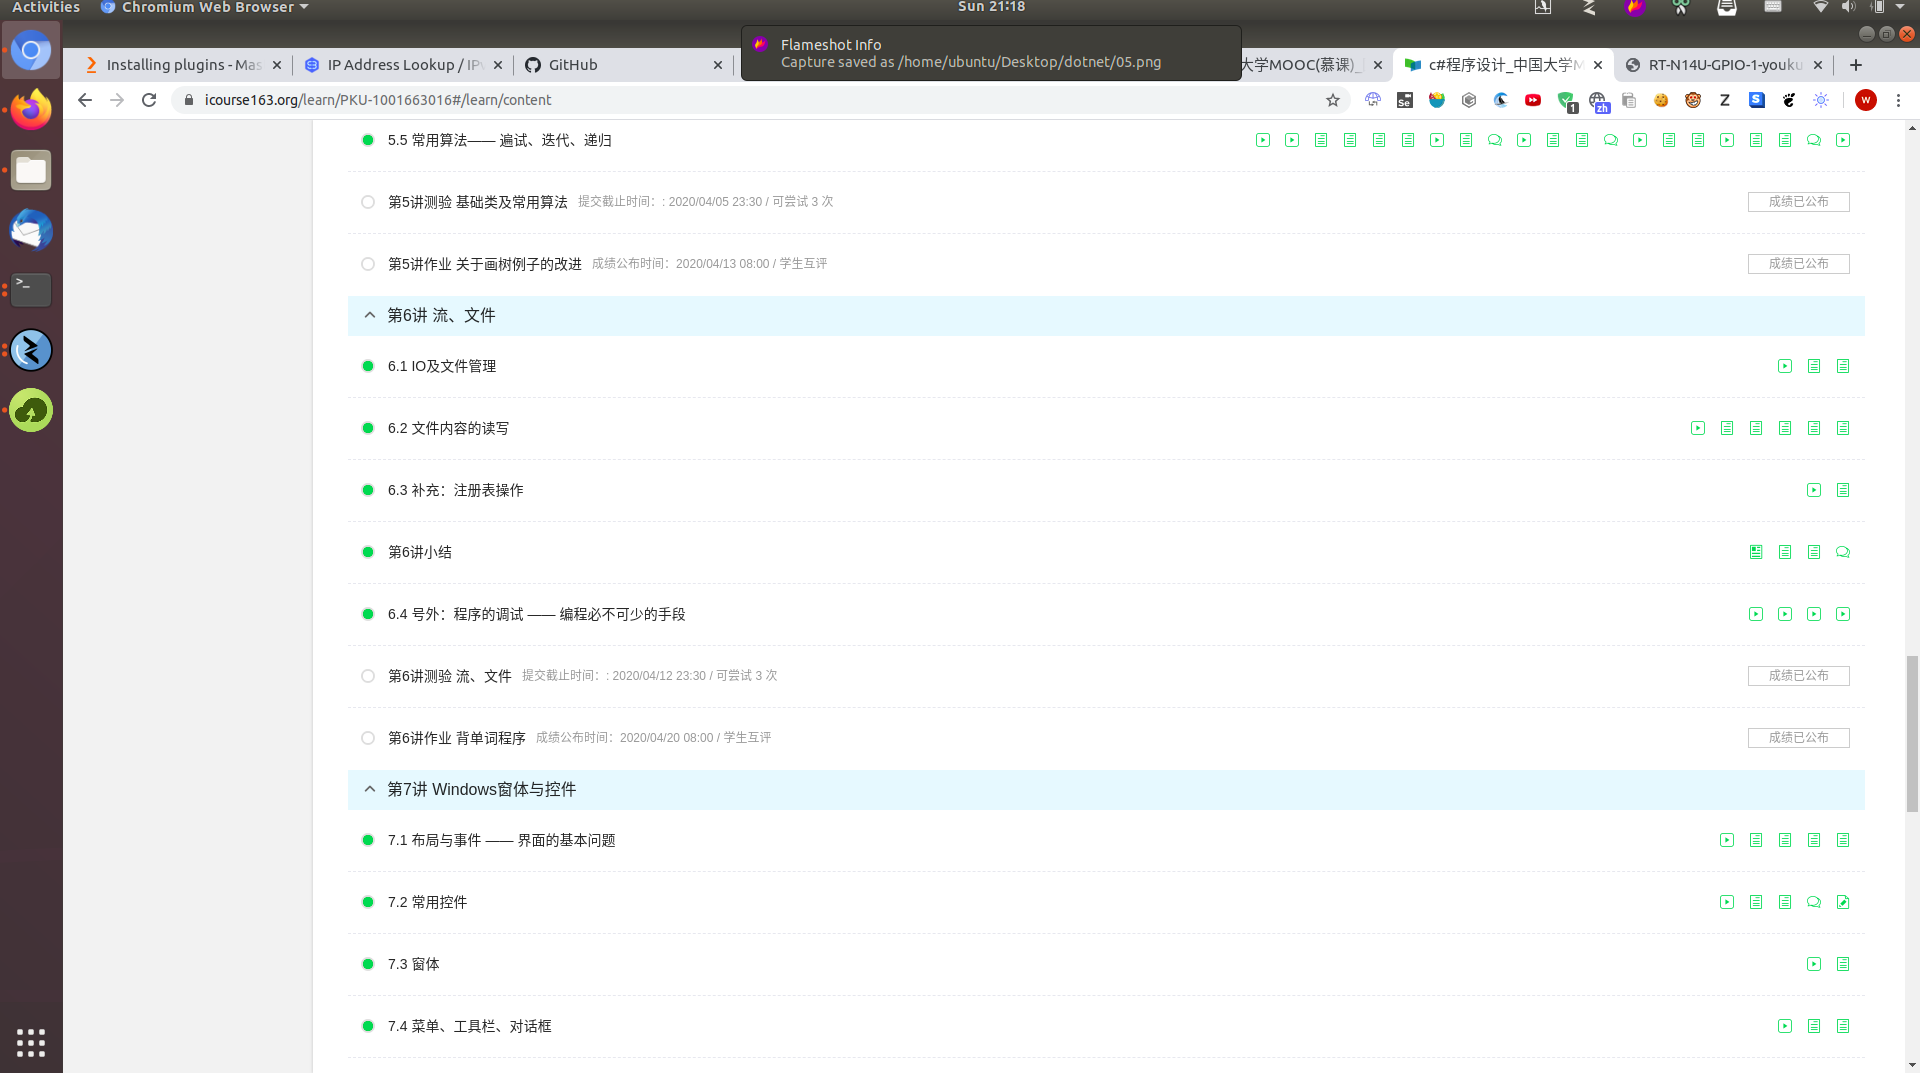 Activities
Chromium Web Browser
Sun 21:18
Flameshot Info
Capture saved as /home/ubuntu/Desktop/dotnet/05.png
Installing plugins - Mas
IP Address Lookup / IP
GitHub
大学MOOC(慕课)_
c#程序设计_中国大学M
RT-N14U-GPIO-1-youku
icourse163.org/learn/PKU-1001663016#/learn/content
Se
1
zh
Z
S
W
5.5 常用算法—— 遍试、迭代、递归
第5讲测验 基础类及常用算法 提交截止时间：: 2020/04/05 23:30 / 可尝试 3 次 成绩已公布
第5讲作业 关于画树例子的改进 成绩公布时间：2020/04/13 08:00 / 学生互评 成绩已公布
第6讲 流、文件
6.1 IO及文件管理
6.2 文件内容的读写
6.3 补充：注册表操作
第6讲小结
6.4 号外：程序的调试 —— 编程必不可少的手段
第6讲测验 流、文件 提交截止时间：: 2020/04/12 23:30 / 可尝试 3 次 成绩已公布
第6讲作业 背单词程序 成绩公布时间：2020/04/20 08:00 / 学生互评 成绩已公布
第7讲 Windows窗体与控件
7.1 布局与事件 —— 界面的基本问题
7.2 常用控件
7.3 窗体
7.4 菜单、工具栏、对话框